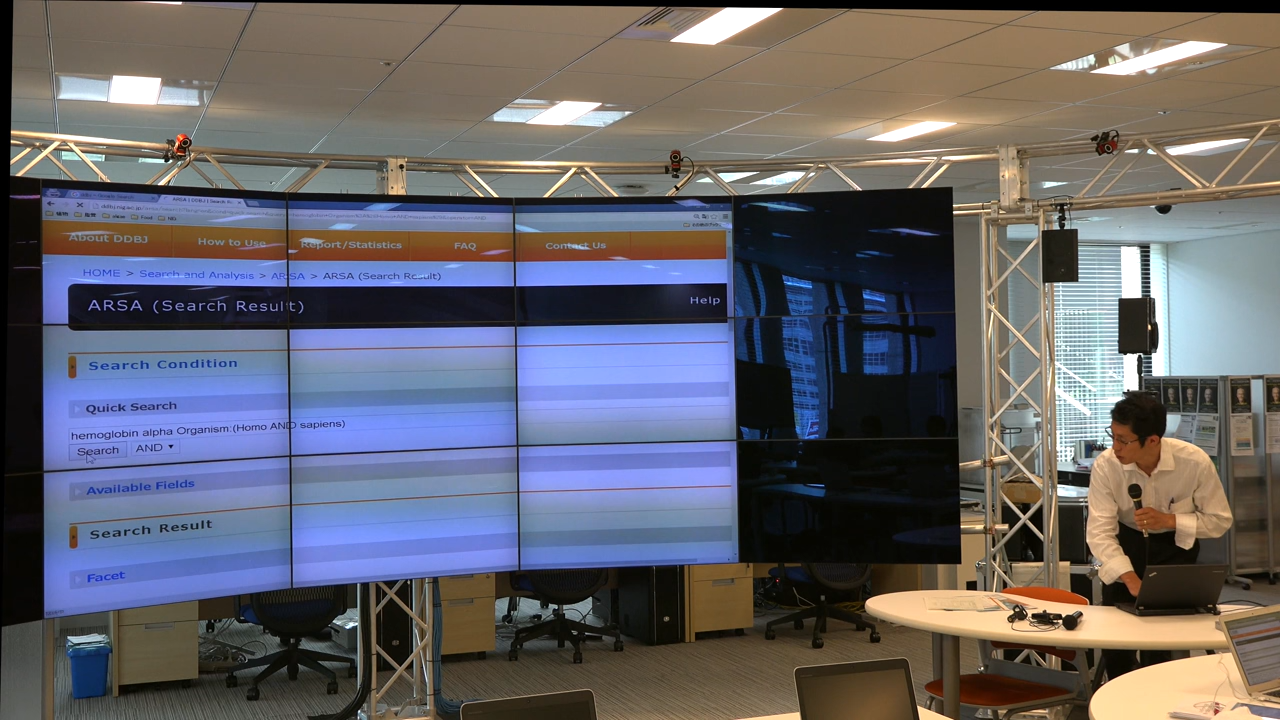 About DDBJ How to Use Report/Statistics FAQ Contact Us
HOME > Search and Analysis > ARSA > ARSA (Search Result)
ARSA (Search Result) Help
Search Condition
Quick Search
hemoglobin alpha Organism:(Homo AND sapiens)
Search AND
Available Fields
Search Result
Facet